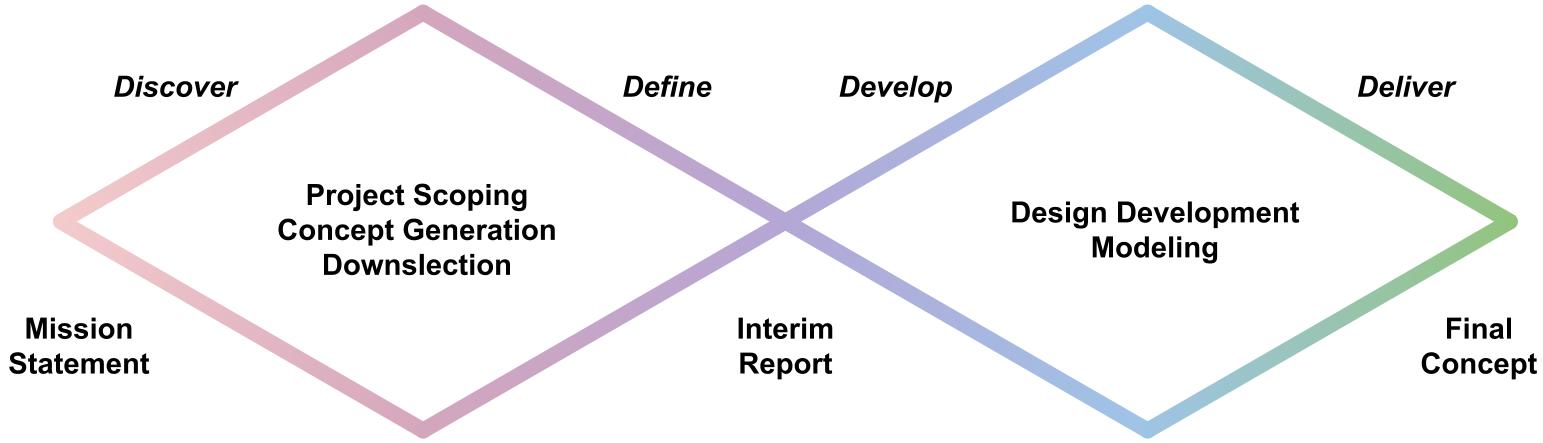 Discover
Define
Develop
Deliver
Project Scoping
Concept Generation
Downslection
Design Development
Modeling
Mission
Statement
Interim
Report
Final
Concept